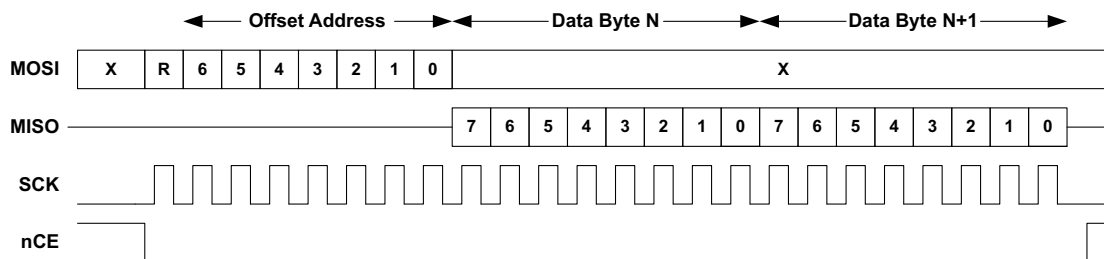 Offset Address Data Byte N Data Byte N+1
MOSI X R 6 5 4 3 2 1 0 X
MISO 7 6 5 4 3 2 1 0 7 6 5 4 3 2 1 0
SCK
nCE